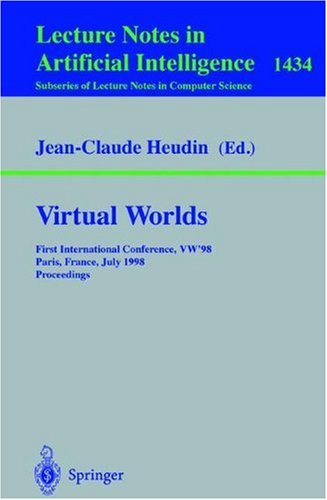 Lecture Notes in
Artificial Intelligence 1434
Subseries of Lecture Notes in Computer Science
Jean-Claude Heudin (Ed.)
Virtual Worlds
First International Conference, VW'98
Paris, France, July 1998
Proceedings
Springer